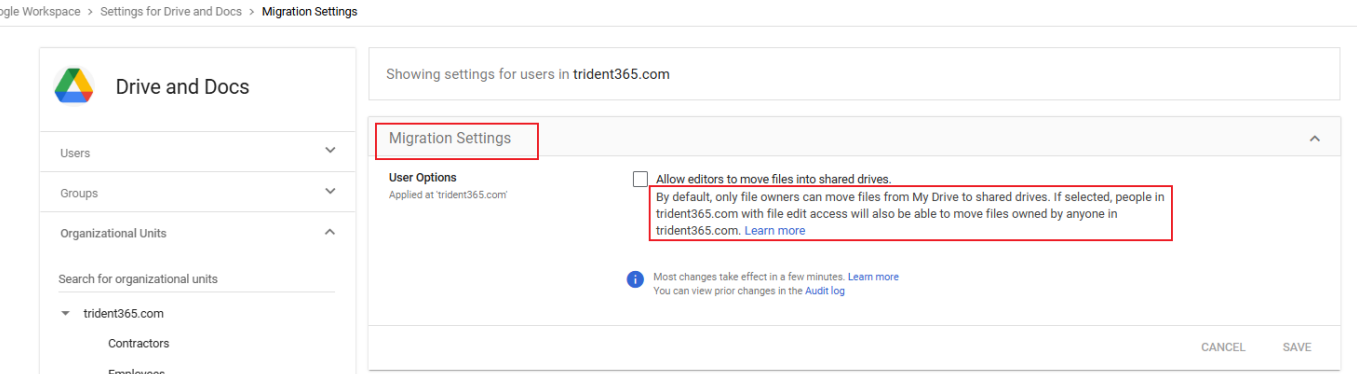 Workspace > Settings for Drive and Docs > Migration Settings
Drive and Docs
Users
Groups
Organizational Units
Search for organizational units
trident365.com
Contractors
Showing settings for users in trident365.com
Migration Settings
User Options
Applied at 'trident365.com'
Allow editors to move files into shared drives.
By default, only file owners can move files from My Drive to shared drives. If selected, people in
trident365.com with file edit access will also be able to move files owned by anyone in
trident365.com. Learn more
Most changes take effect in a few minutes. Learn more
You can view prior changes in the Audit log
CANCEL SAVE